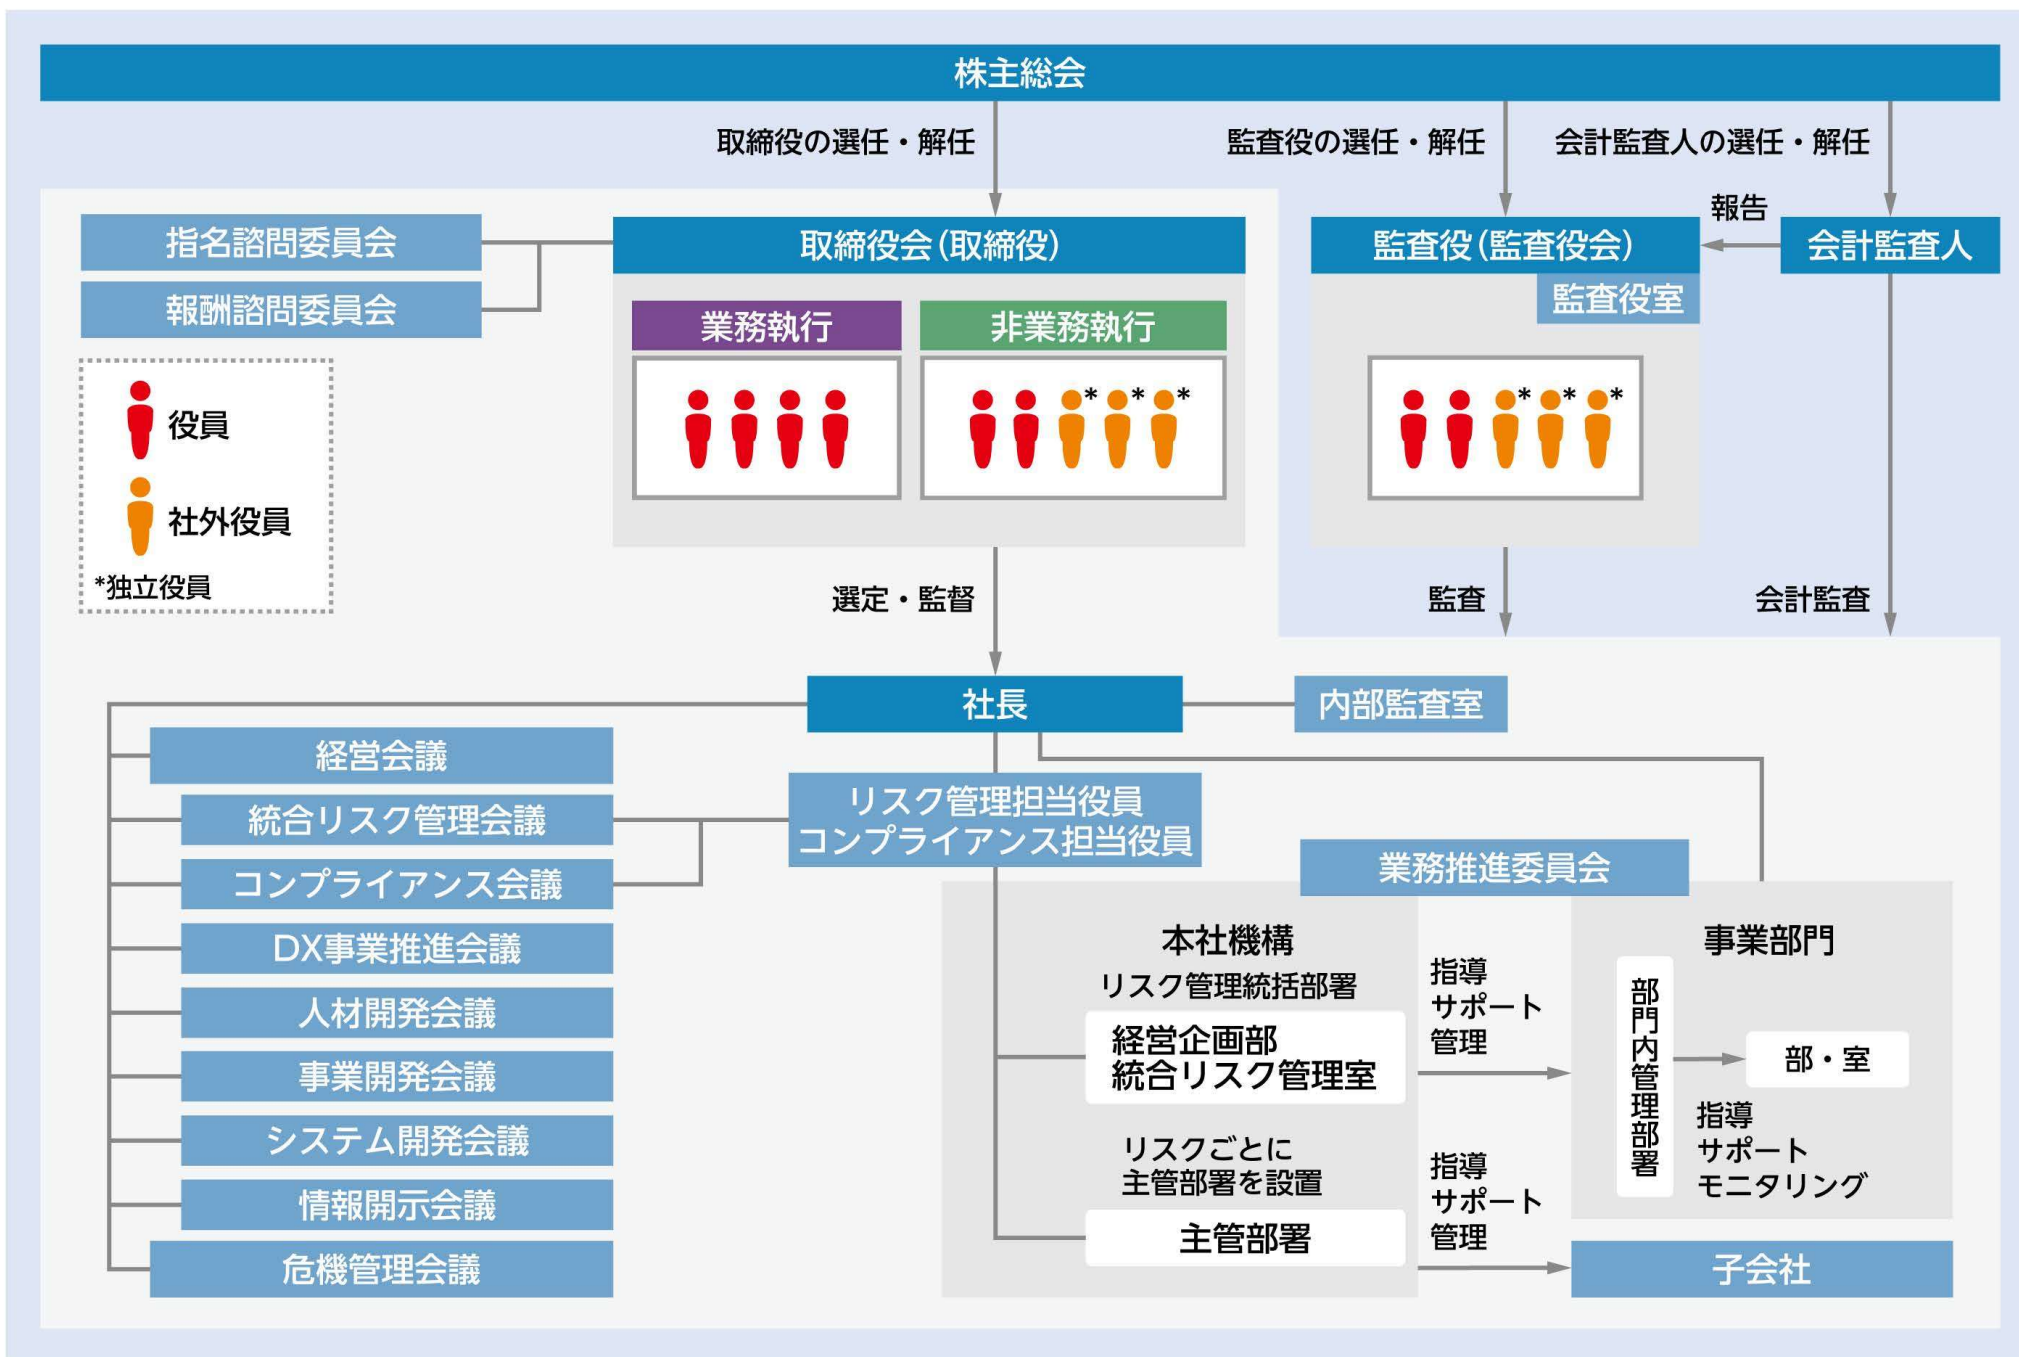 株主総会
取締役の選任・解任
監査役の選任・解任
会計監査人の選任・解任
指名諮問委員会
報酬諮問委員会
取締役会(取締役)
業務執行
非業務執行
***
監査役(監査役会)
監査役室
***
報告
会計監査人
役員
社外役員
*独立役員
選定・監督
監査
会計監査
社長
内部監査室
経営会議
統合リスク管理会議
コンプライアンス会議
DX事業推進会議
人材開発会議
事業開発会議
システム開発会議
情報開示会議
危機管理会議
リスク管理担当役員
コンプライアンス担当役員
業務推進委員会
本社機構
リスク管理統括部署
経営企画部
統合リスク管理室
リスクごとに
主管部署を設置
主管部署
指導
サポート
管理
指導
サポート
管理
事業部門
部門内管理部署
部・室
指導
サポート
モニタリング
子会社